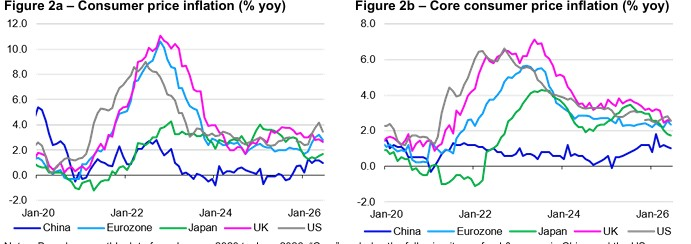 Figure 2a – Consumer price inflation (% yoy)
12.0
10.0
8.0
6.0
4.0
2.0
0.0
-2.0
Jan-20 Jan-22 Jan-24 Jan-26
China Eurozone Japan UK US
Figure 2b – Core consumer price inflation (% yoy)
8.0
6.0
4.0
2.0
0.0
-2.0
Jan-20 Jan-22 Jan-24 Jan-26
China Eurozone Japan UK US